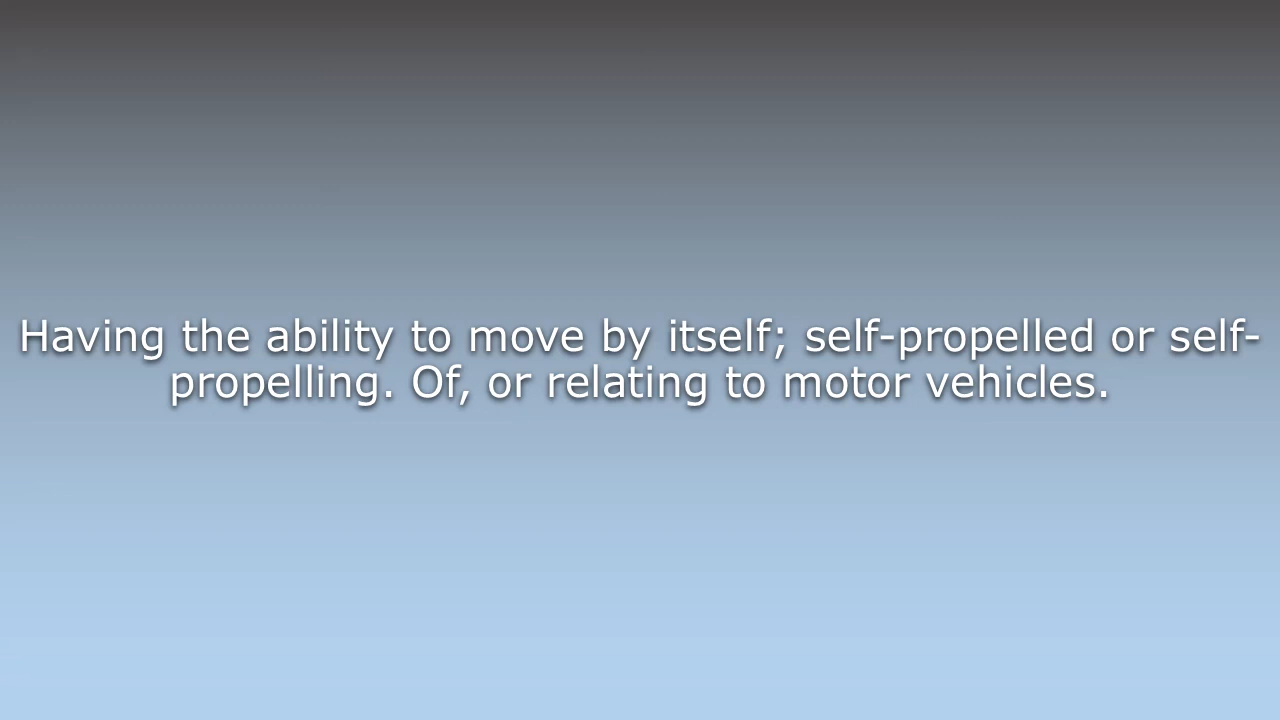 Having the ability to move by itself; self-propelled or self-
propelling. Of, or relating to motor vehicles.